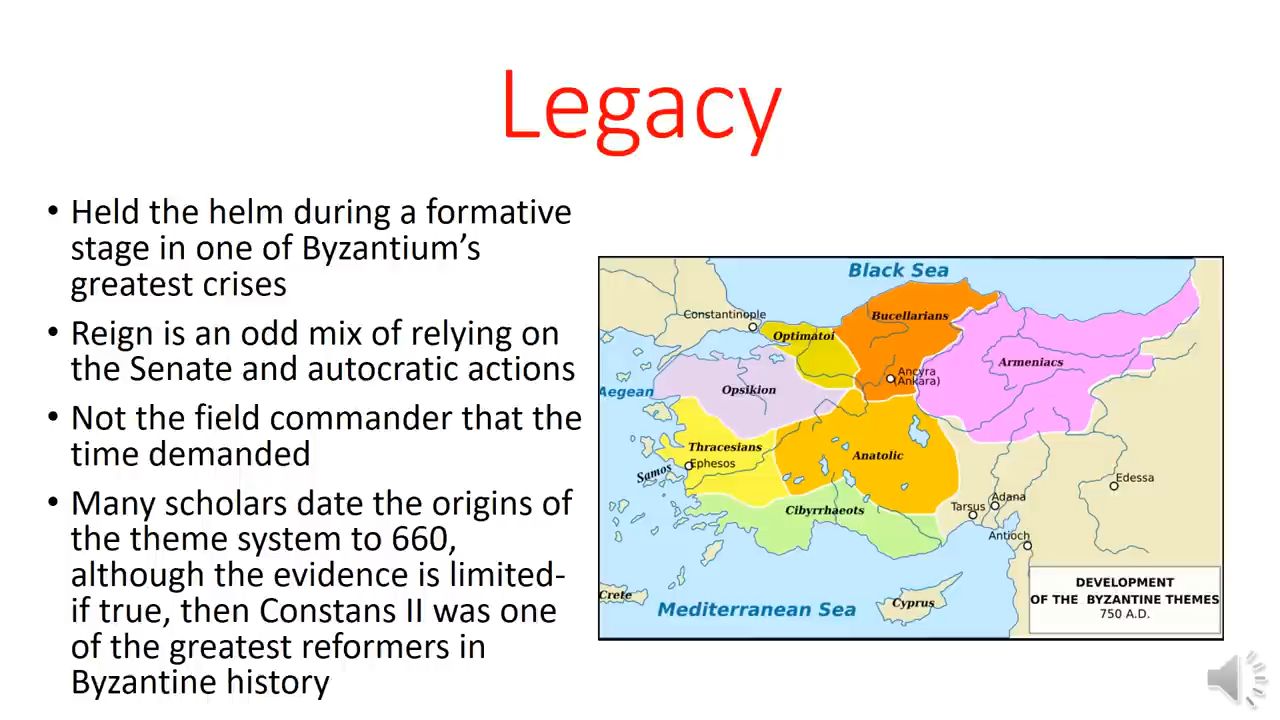 Legacy
• Held the helm during a formative
stage in one of Byzantium’s
greatest crises
• Reign is an odd mix of relying on
the Senate and autocratic actions
• Not the field commander that the
time demanded
• Many scholars date the origins of
the theme system to 660,
although the evidence is limited-
if true, then Constans II was one
of the greatest reformers in
Byzantine history
Black Sea
Constantinople
Bucellarians
Optimatoi
Armeniacs
Ancyra
(Ankara)
Aegean
Opsikion
Thracesians
Samos
Ephesos
Anatolic
Edessa
Cibyrrhaeots
Tarsus
Adana
Antioch
Crete
Mediterranean Sea
Cyprus
DEVELOPMENT
OF THE BYZANTINE THEMES
750 A.D.